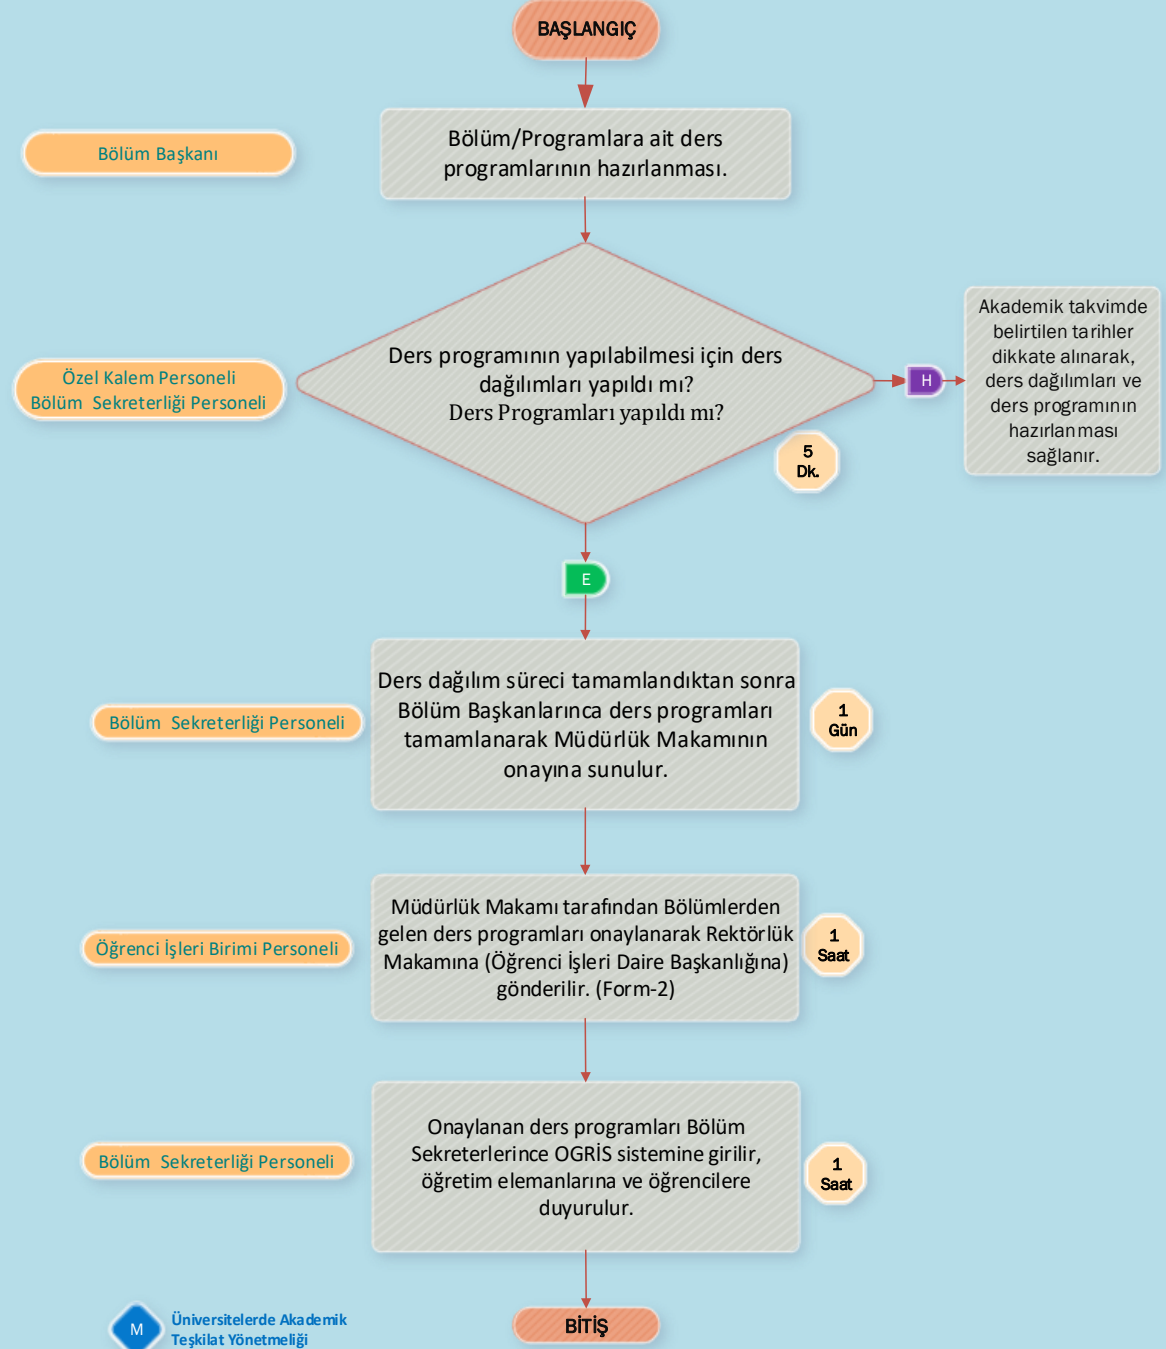 BAŞLANGIÇ
Bölüm Başkanı
Bölüm/Programlara ait ders
programlarının hazırlanması.
Özel Kalem Personeli
Bölüm Sekreterliği Personeli
Ders programının yapılabilmesi için ders
dağılımları yapıldı mı?
Ders Programları yapıldı mı?
5
Dk.
H
Akademik takvimde
belirtilen tarihler
dikkate alınarak,
ders dağılımları ve
ders programının
hazırlanması
sağlanır.
E
Bölüm Sekreterliği Personeli
Ders dağılım süreci tamamlandıktan sonra
Bölüm Başkanlarınca ders programları
tamamlanarak Müdürlük Makamının
onayına sunulur.
1
Gün
Öğrenci İşleri Birimi Personeli
Müdürlük Makamı tarafından Bölümlerden
gelen ders programları onaylanarak Rektörlük
Makamına (Öğrenci İşleri Daire Başkanlığına)
gönderilir. (Form-2)
1
Saat
Bölüm Sekreterliği Personeli
Onaylanan ders programları Bölüm
Sekreterlerince OGRİS sistemine girilir,
öğretim elemanlarına ve öğrencilere
duyurulur.
1
Saat
BİTİŞ
M
Üniversitelerde Akademik
Teşkilat Yönetmeliği